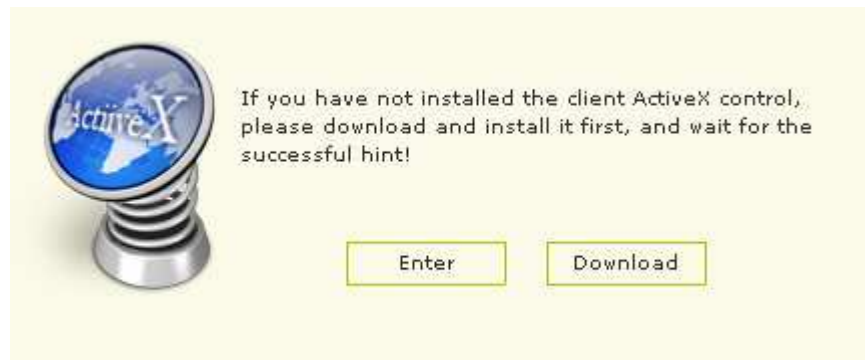 ActiveX
If you have not installed the client ActiveX control,
please download and install it first, and wait for the
successful hint!
Enter
Download